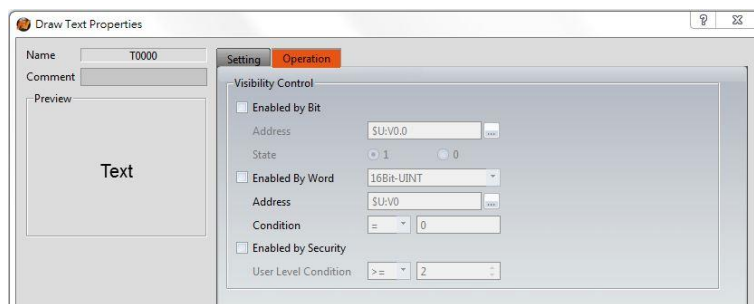 Draw Text Properties
Name T0000
Comment
Preview
Text
Setting Operation
Visibility Control
Enabled by Bit
Address $U:V0.0 ...
State 1 0
Enabled By Word 16Bit-UINT
Address $U:V0 ...
Condition = 0
Enabled by Security
User Level Condition >= 2